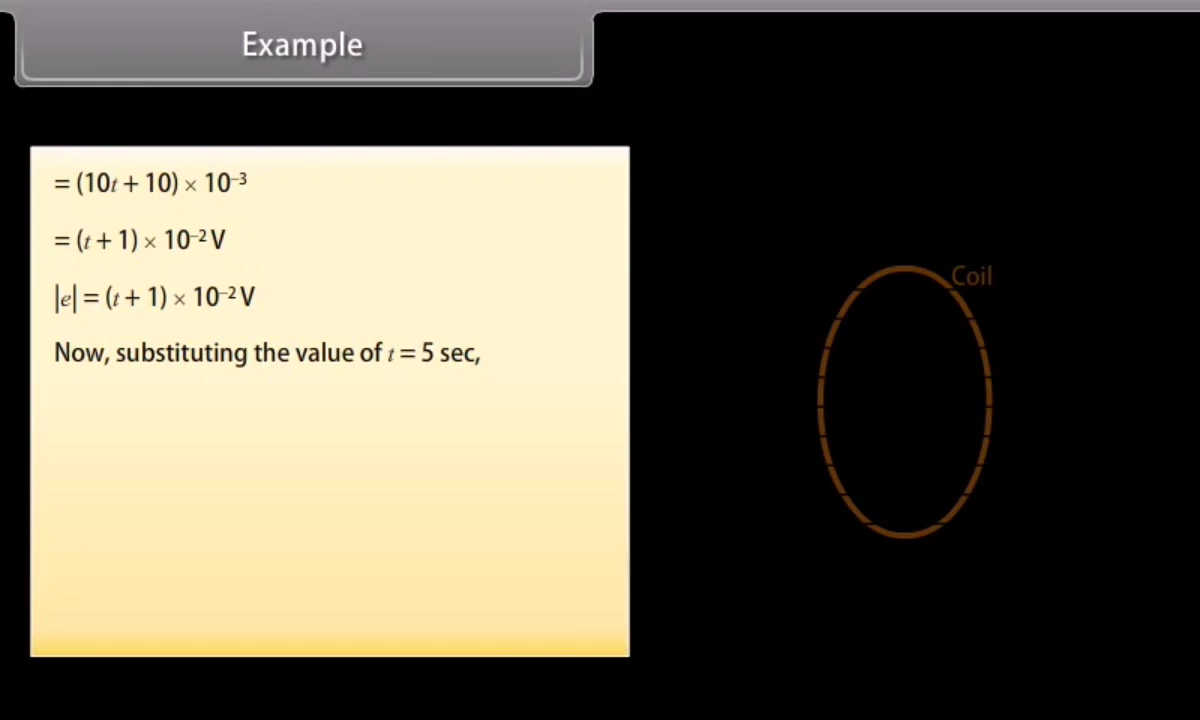 Example
= (10t + 10) × 10⁻³
= (t + 1) × 10⁻² V
|e| = (t + 1) × 10⁻² V
Now, substituting the value of t = 5 sec,
Coil